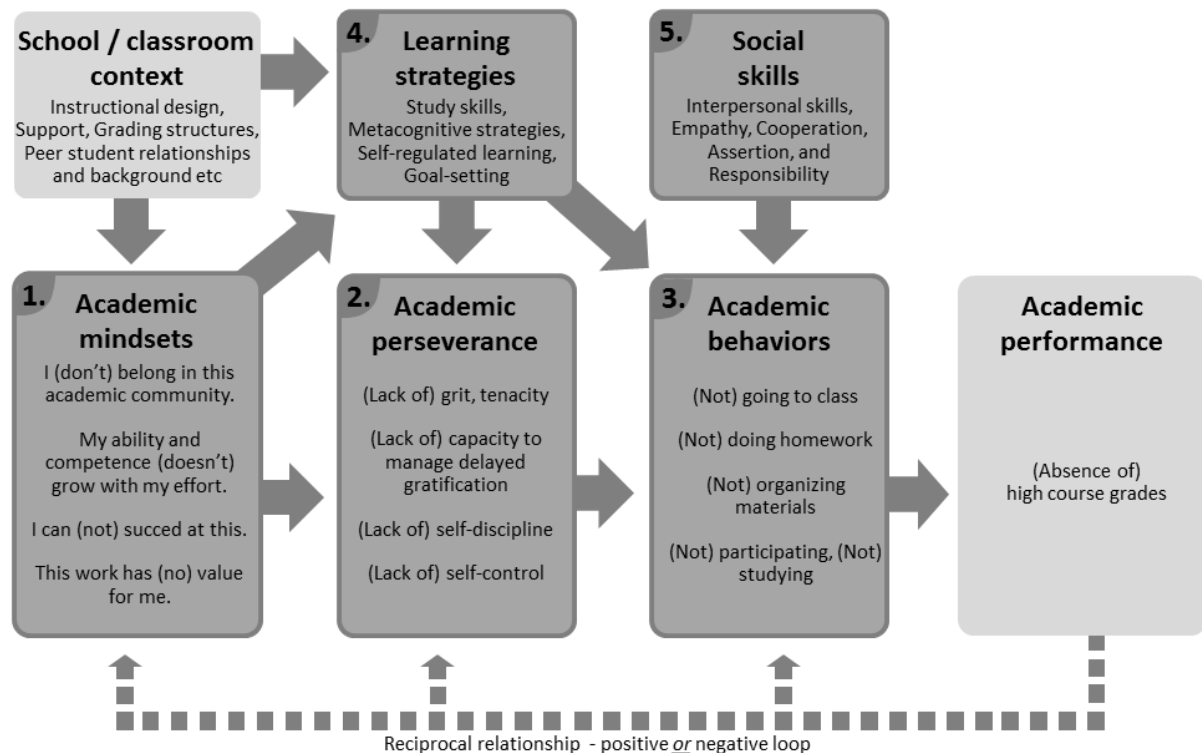 School / classroom
context
Instructional design,
Support, Grading structures,
Peer student relationships
and background etc
4.
Learning
strategies
Study skills,
Metacognitive strategies,
Self-regulated learning,
Goal-setting
5.
Social
skills
Interpersonal skills,
Empathy, Cooperation,
Assertion, and
Responsibility
1.
Academic
mindsets
I (don’t) belong in this
academic community.
My ability and
competence (doesn’t)
grow with my effort.
I can (not) succed at this.
This work has (no) value
for me.
2.
Academic
perseverance
(Lack of) grit, tenacity
(Lack of) capacity to
manage delayed
gratification
(Lack of) self-discipline
(Lack of) self-control
3.
Academic
behaviors
(Not) going to class
(Not) doing homework
(Not) organizing
materials
(Not) participating, (Not)
studying
Academic
performance
(Absence of)
high course grades
Reciprocal relationship  - positive or negative loop